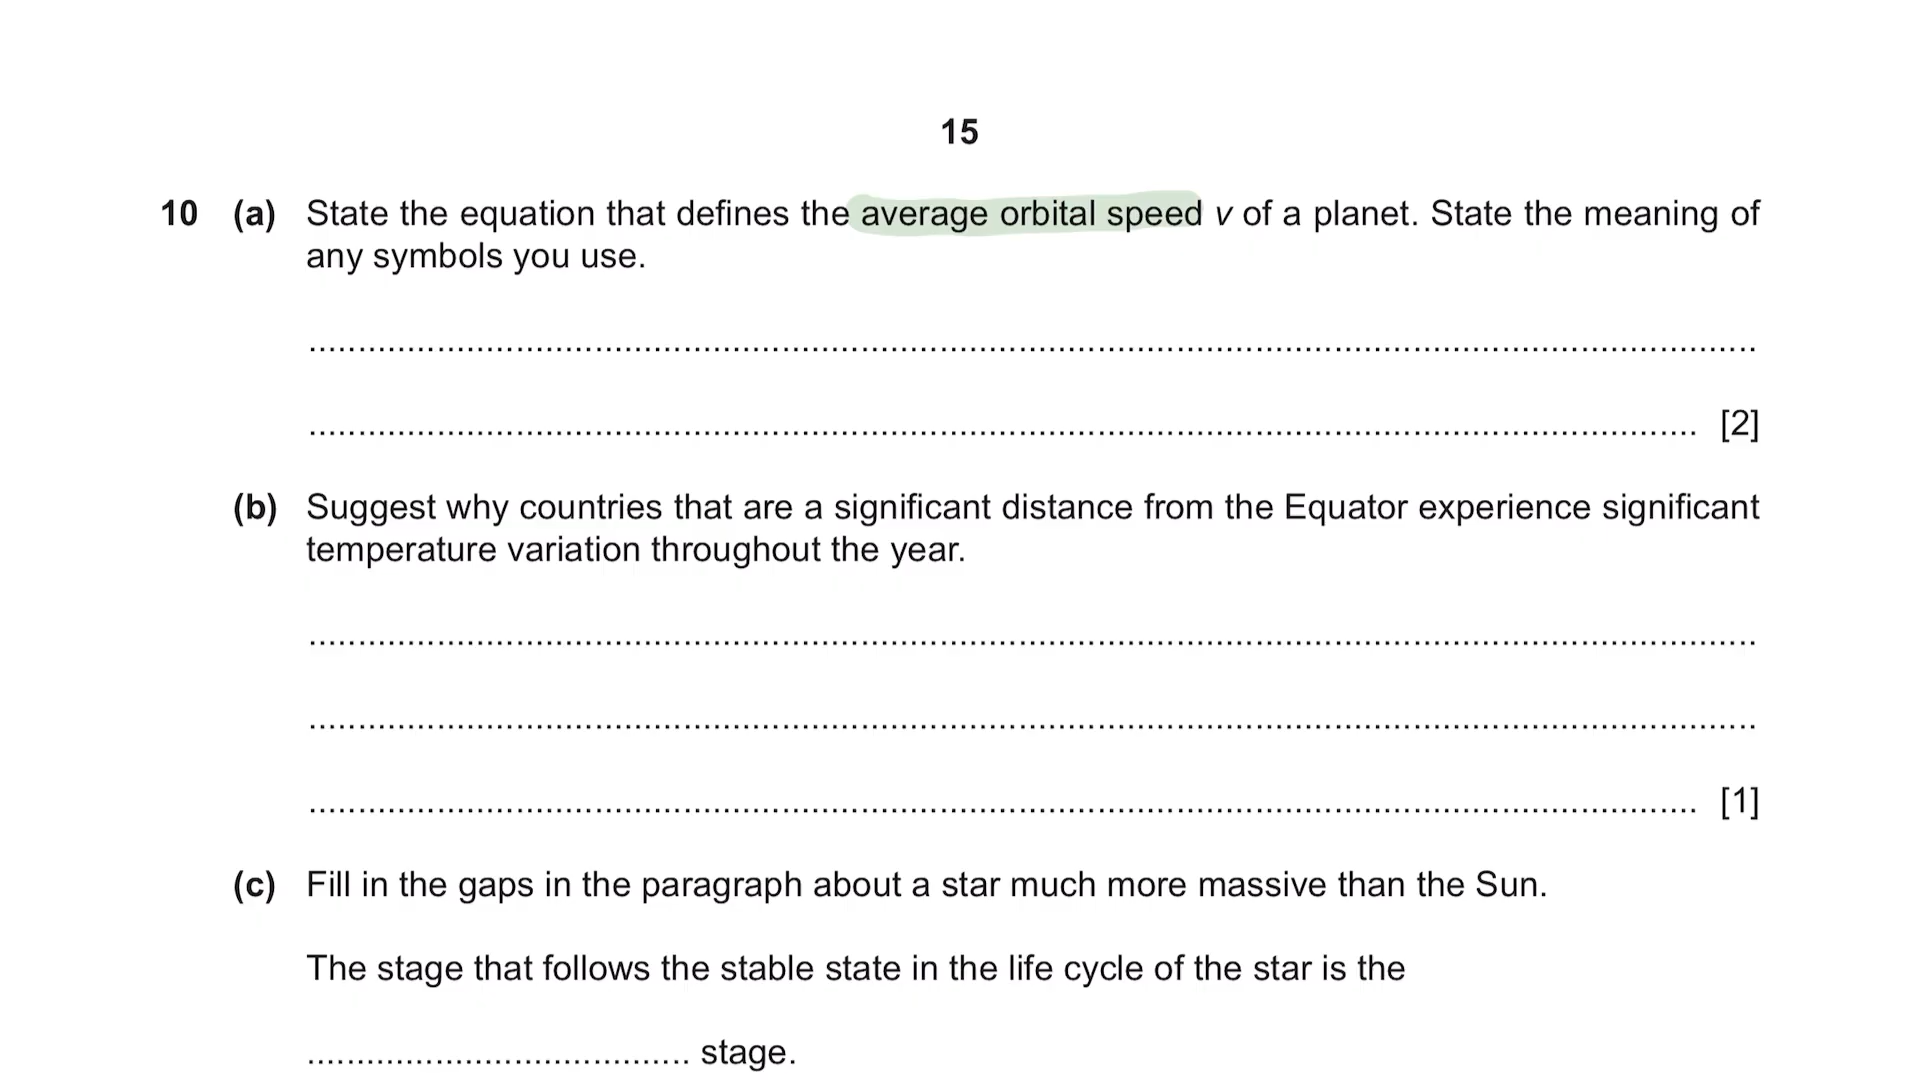 15
10 (a) State the equation that defines the average orbital speed v of a planet. State the meaning of
any symbols you use.
....................................................................................................
.................................................................................................... [2]
(b) Suggest why countries that are a significant distance from the Equator experience significant
temperature variation throughout the year.
....................................................................................................
....................................................................................................
.................................................................................................... [1]
(c) Fill in the gaps in the paragraph about a star much more massive than the Sun.
The stage that follows the stable state in the life cycle of the star is the
...................................... stage.